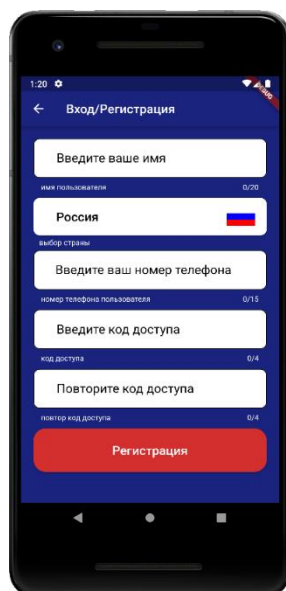 1:20
DEBUG
Вход/Регистрация
Введите ваше имя
имя пользователя 0/20
Россия
выбор страны
Введите ваш номер телефона
номер телефона пользователя 0/15
Введите код доступа
код доступа 0/4
Повторите код доступа
повтор код доступа 0/4
Регистрация